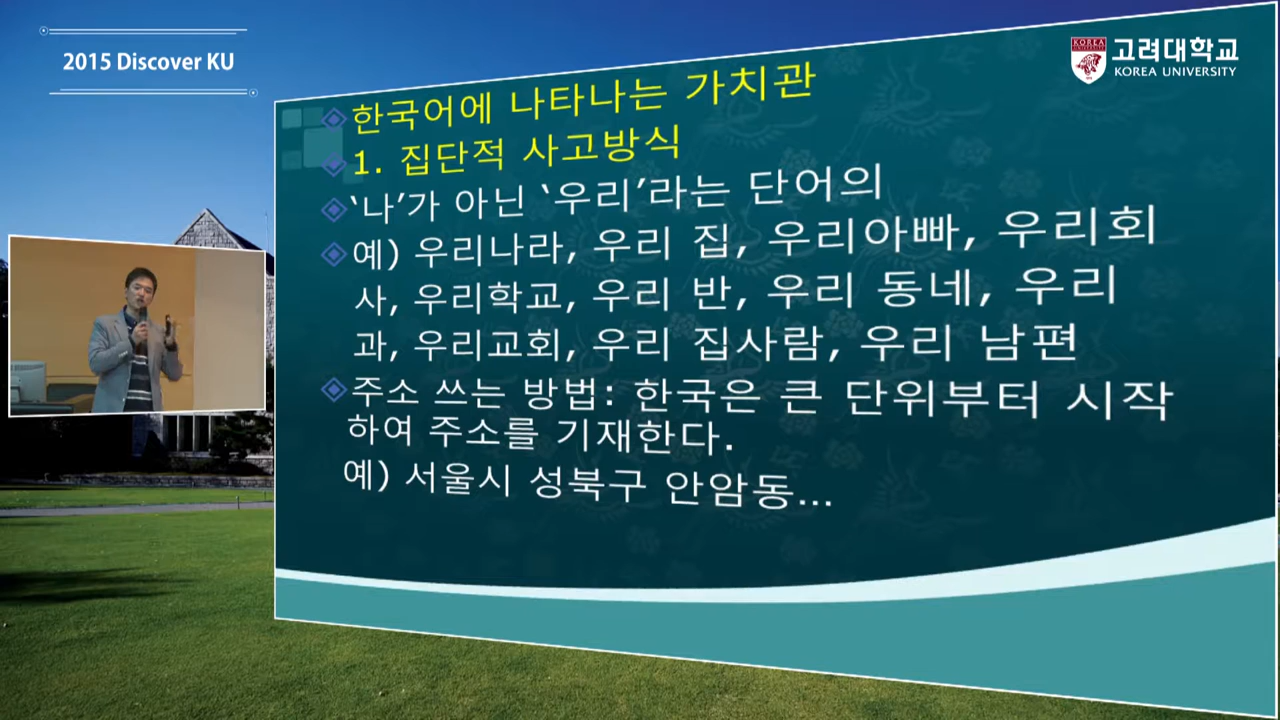 2015 Discover KU
KOREA
고려대학교
KOREA UNIVERSITY
한국어에 나타나는 가치관
1. 집단적 사고방식
‘나’가 아닌 ‘우리’라는 단어의
예) 우리나라, 우리 집, 우리아빠, 우리회
사, 우리학교, 우리 반, 우리 동네, 우리
과, 우리교회, 우리 집사람, 우리 남편
주소 쓰는 방법: 한국은 큰 단위부터 시작
하여 주소를 기재한다.
예) 서울시 성북구 안암동...